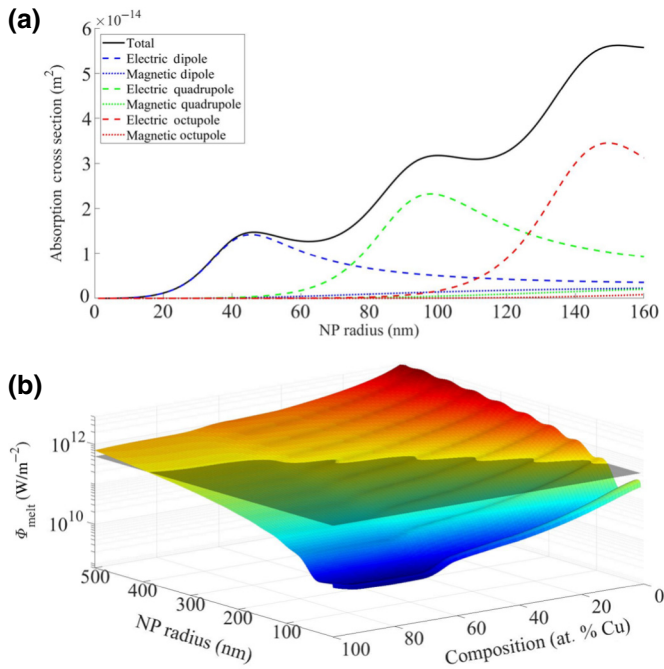 (a)
×10⁻¹⁴
6
5
4
3
2
1
0
Absorption cross section (m²)
Total
Electric dipole
Magnetic dipole
Electric quadrupole
Magnetic quadrupole
Electric octupole
Magnetic octupole
0 20 40 60 80 100 120 140 160
NP radius (nm)
(b)
10¹²
10¹⁰
Φmelt (W/m⁻²)
500
400
300
200
100
NP radius (nm)
100
80
60
40
20
0
Composition (at. % Cu)